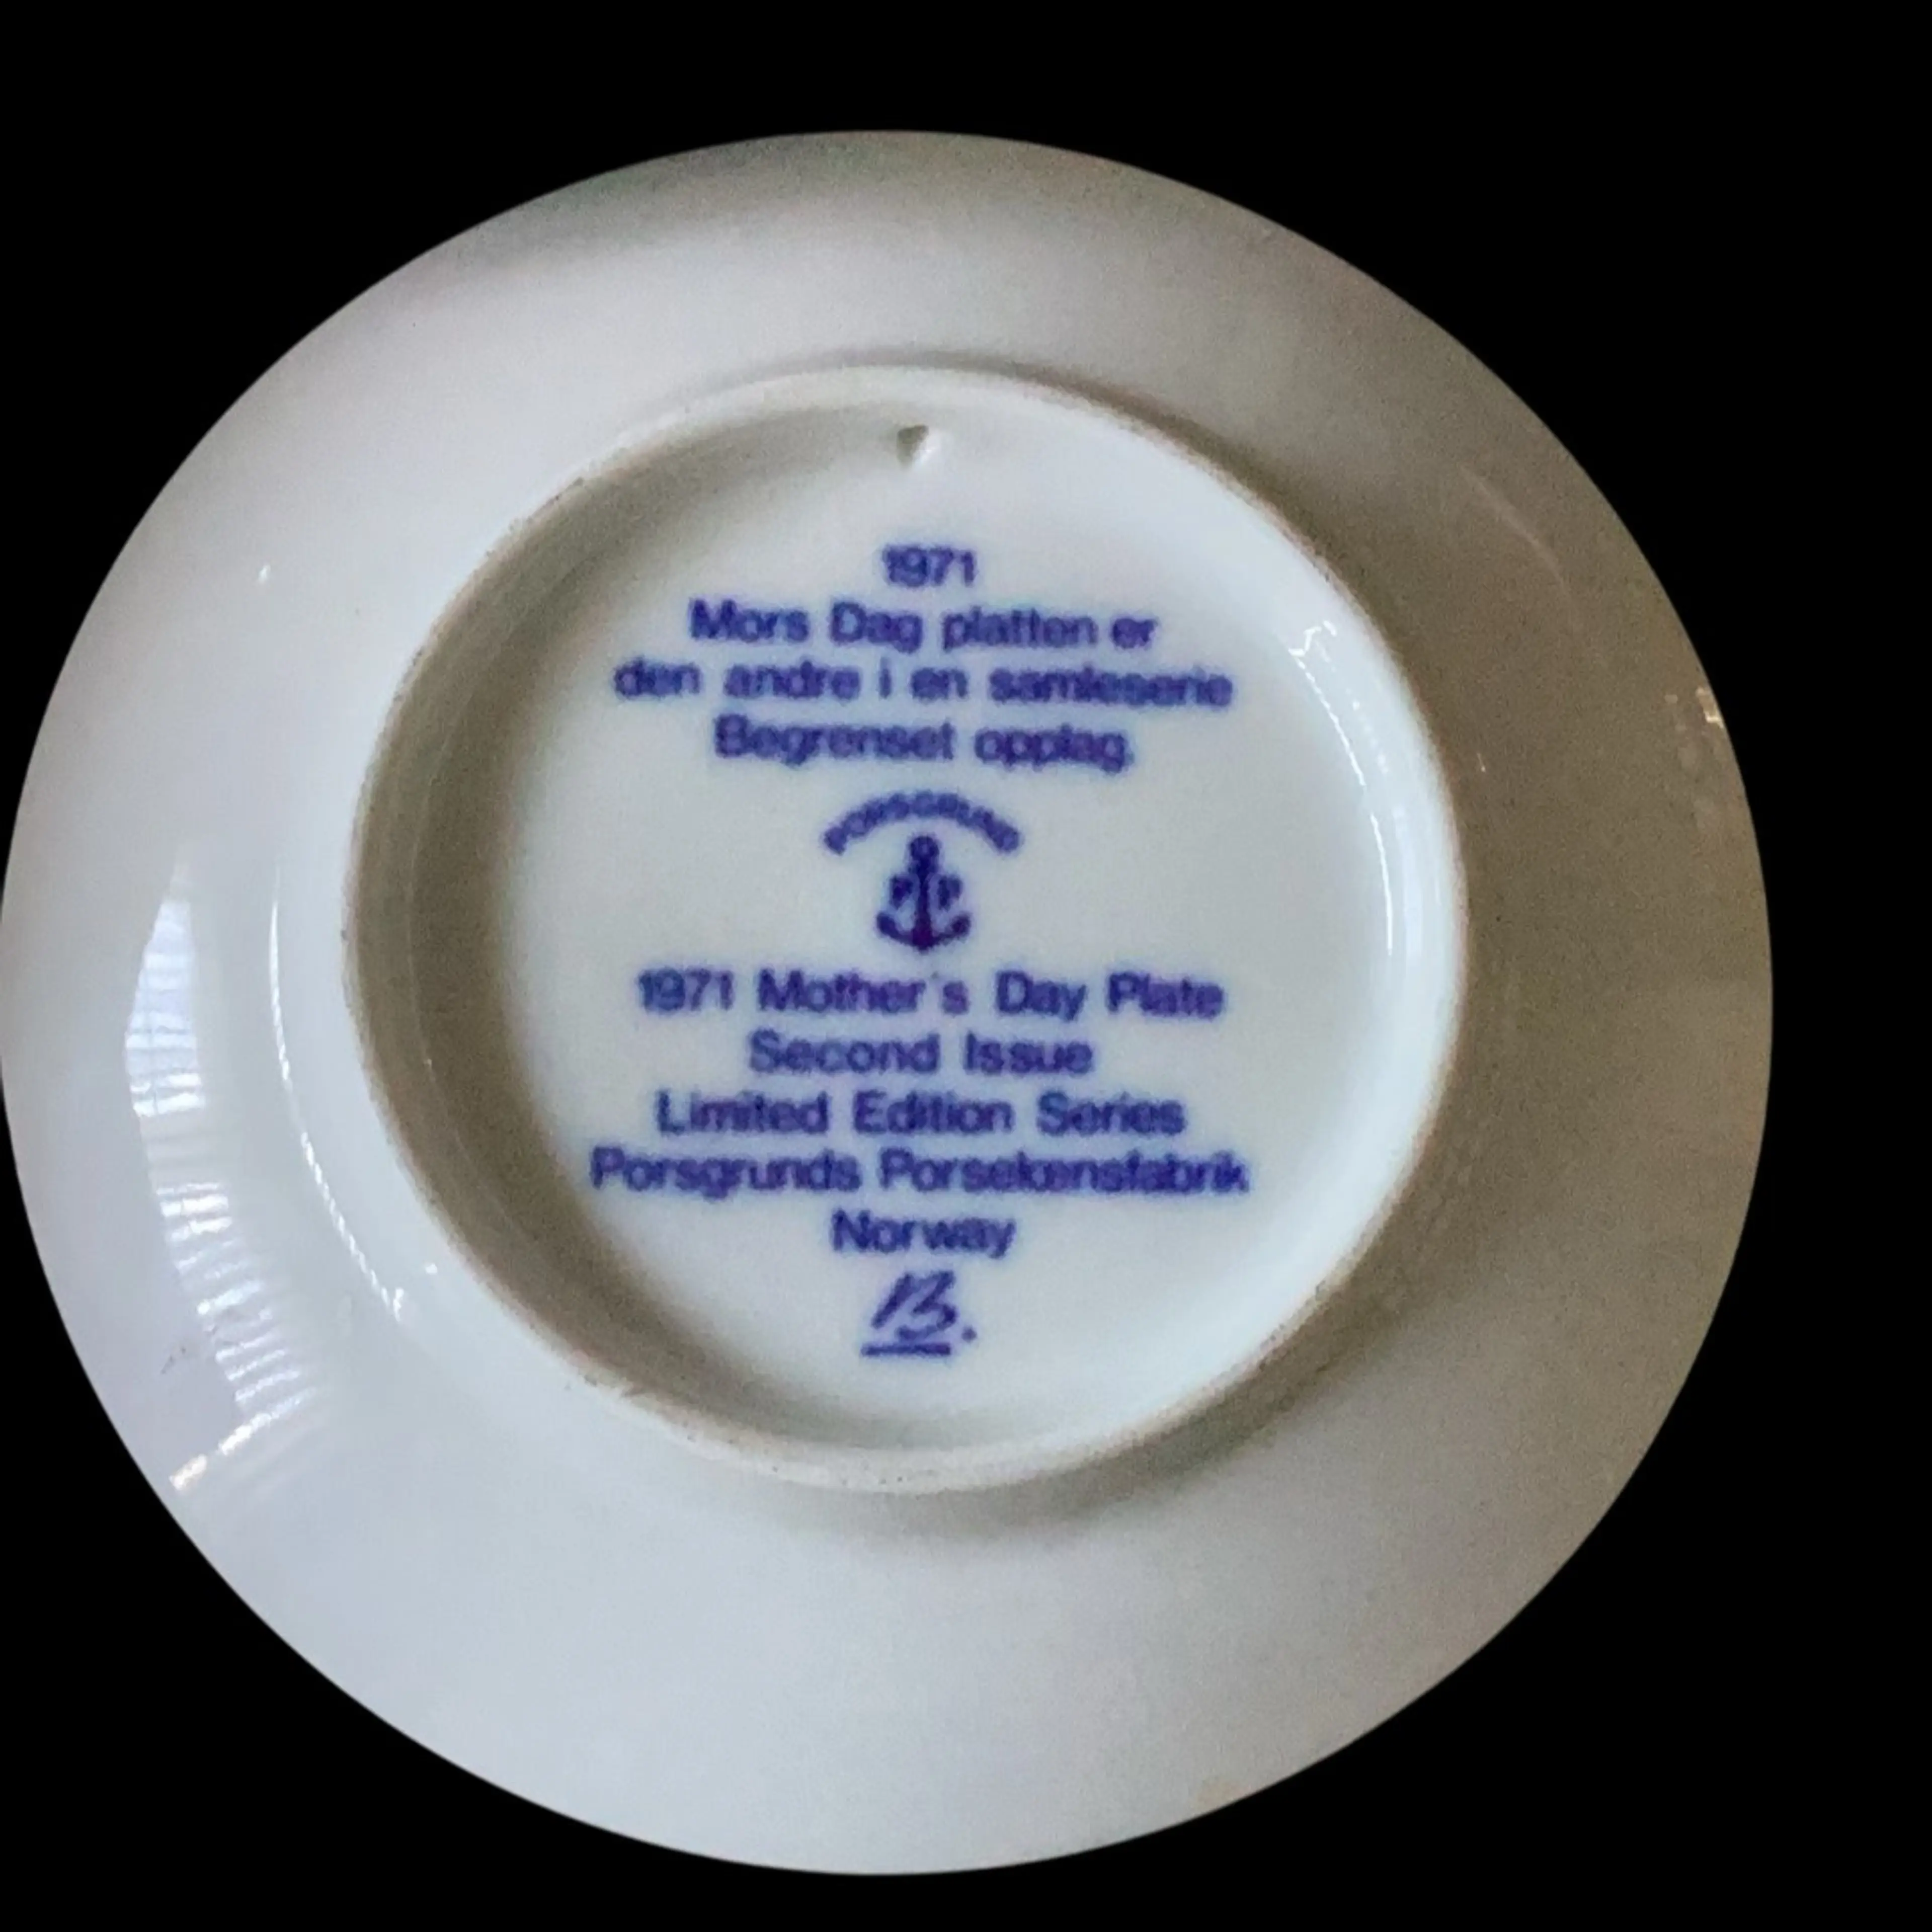 1971
Mors Dag platten er
den andre i en samleserie
Begrenset opplag.
PORSGRUND
P P
1971 Mother's Day Plate
Second Issue
Limited Edition Series
Porsgrunds Porselensfabrik
Norway
B.